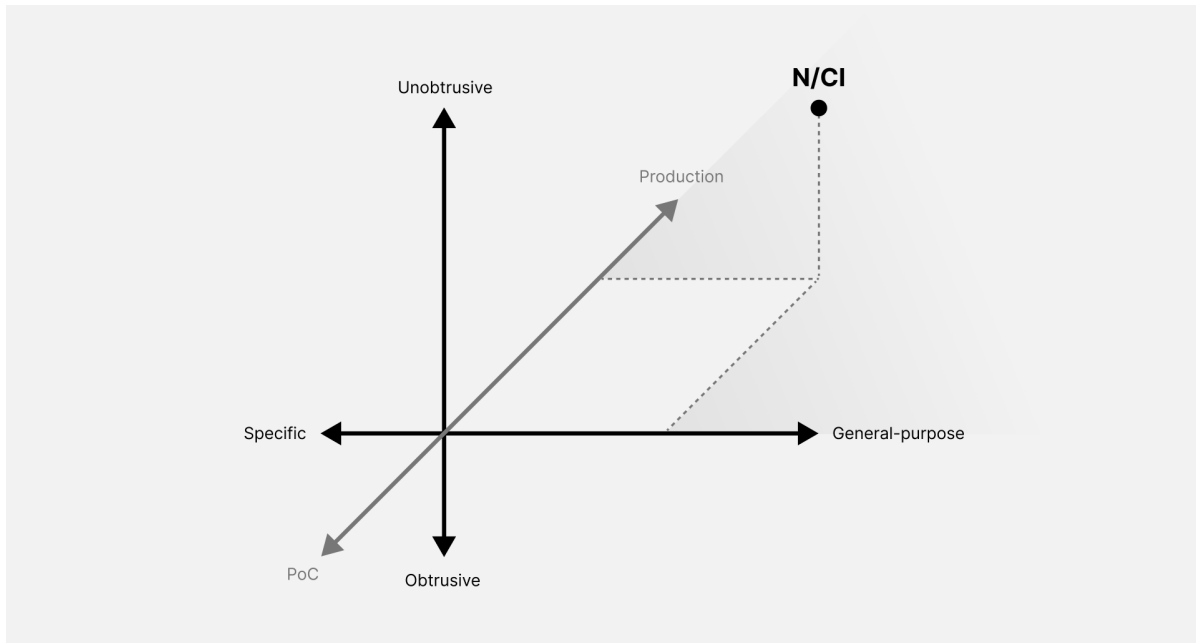 N/CI
Unobtrusive
Production
Specific
General-purpose
PoC
Obtrusive